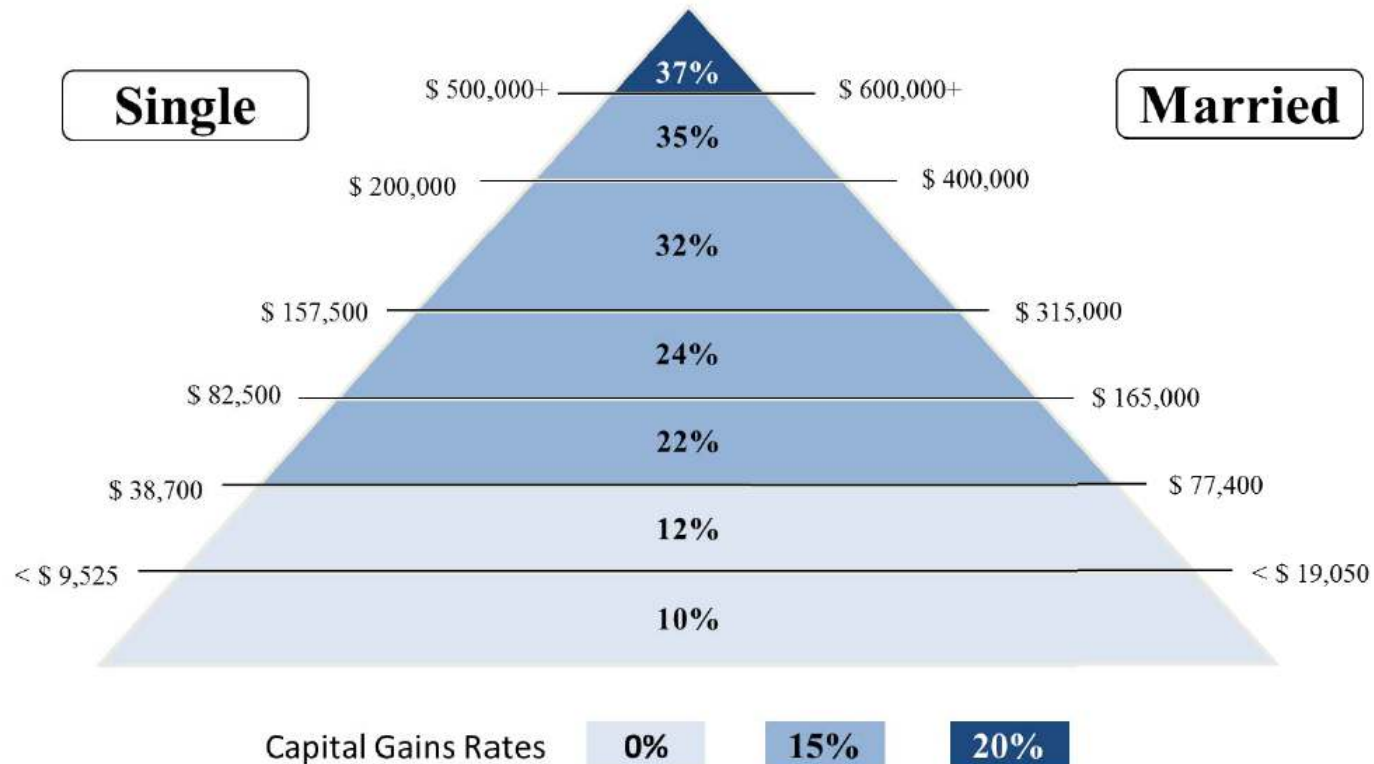 37%
$ 500,000+ $ 600,000+
Single Married
35%
$ 200,000 $ 400,000
32%
$ 157,500 $ 315,000
24%
$ 82,500 $ 165,000
22%
$ 38,700 $ 77,400
12%
< $ 9,525 < $ 19,050
10%
Capital Gains Rates 0% 15% 20%